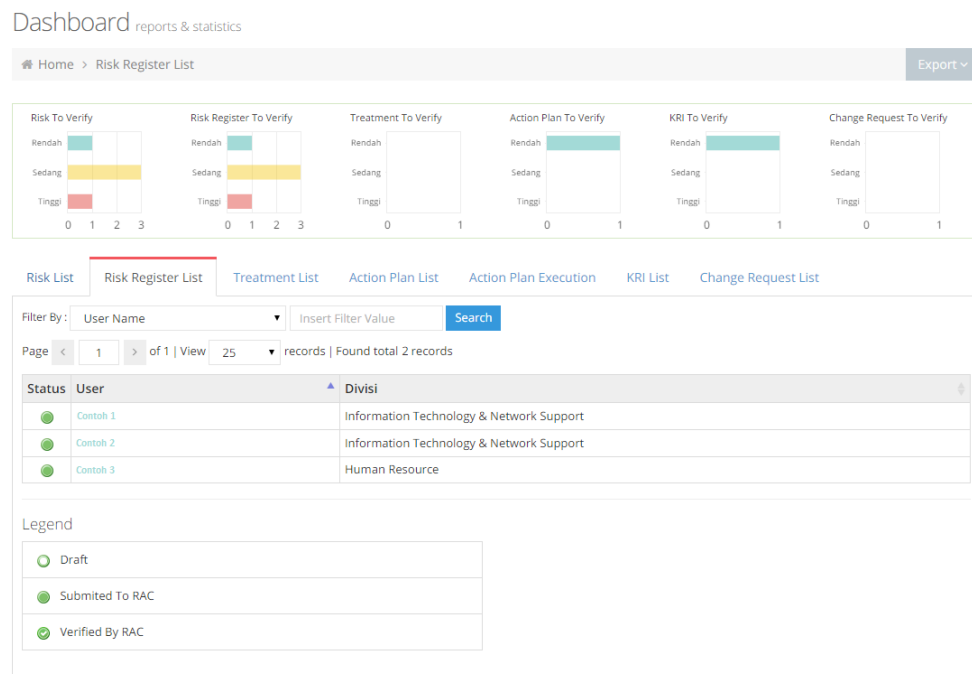 Dashboard reports & statistics
Home > Risk Register List
Export
Risk To Verify
Rendah
Sedang
Tinggi
0 1 2 3
Risk Register To Verify
Rendah
Sedang
Tinggi
0 1 2 3
Treatment To Verify
Rendah
Sedang
Tinggi
0 1
Action Plan To Verify
Rendah
Sedang
Tinggi
0 1
KRI To Verify
Rendah
Sedang
Tinggi
0 1
Change Request To Verify
Rendah
Sedang
Tinggi
0 1
Risk List Risk Register List Treatment List Action Plan List Action Plan Execution KRI List Change Request List
Filter By : User Name Insert Filter Value Search
Page < 1 > of 1 | View 25 records | Found total 2 records
Status User Divisi
Contoh 1 Information Technology & Network Support
Contoh 2 Information Technology & Network Support
Contoh 3 Human Resource
Legend
Draft
Submited To RAC
Verified By RAC